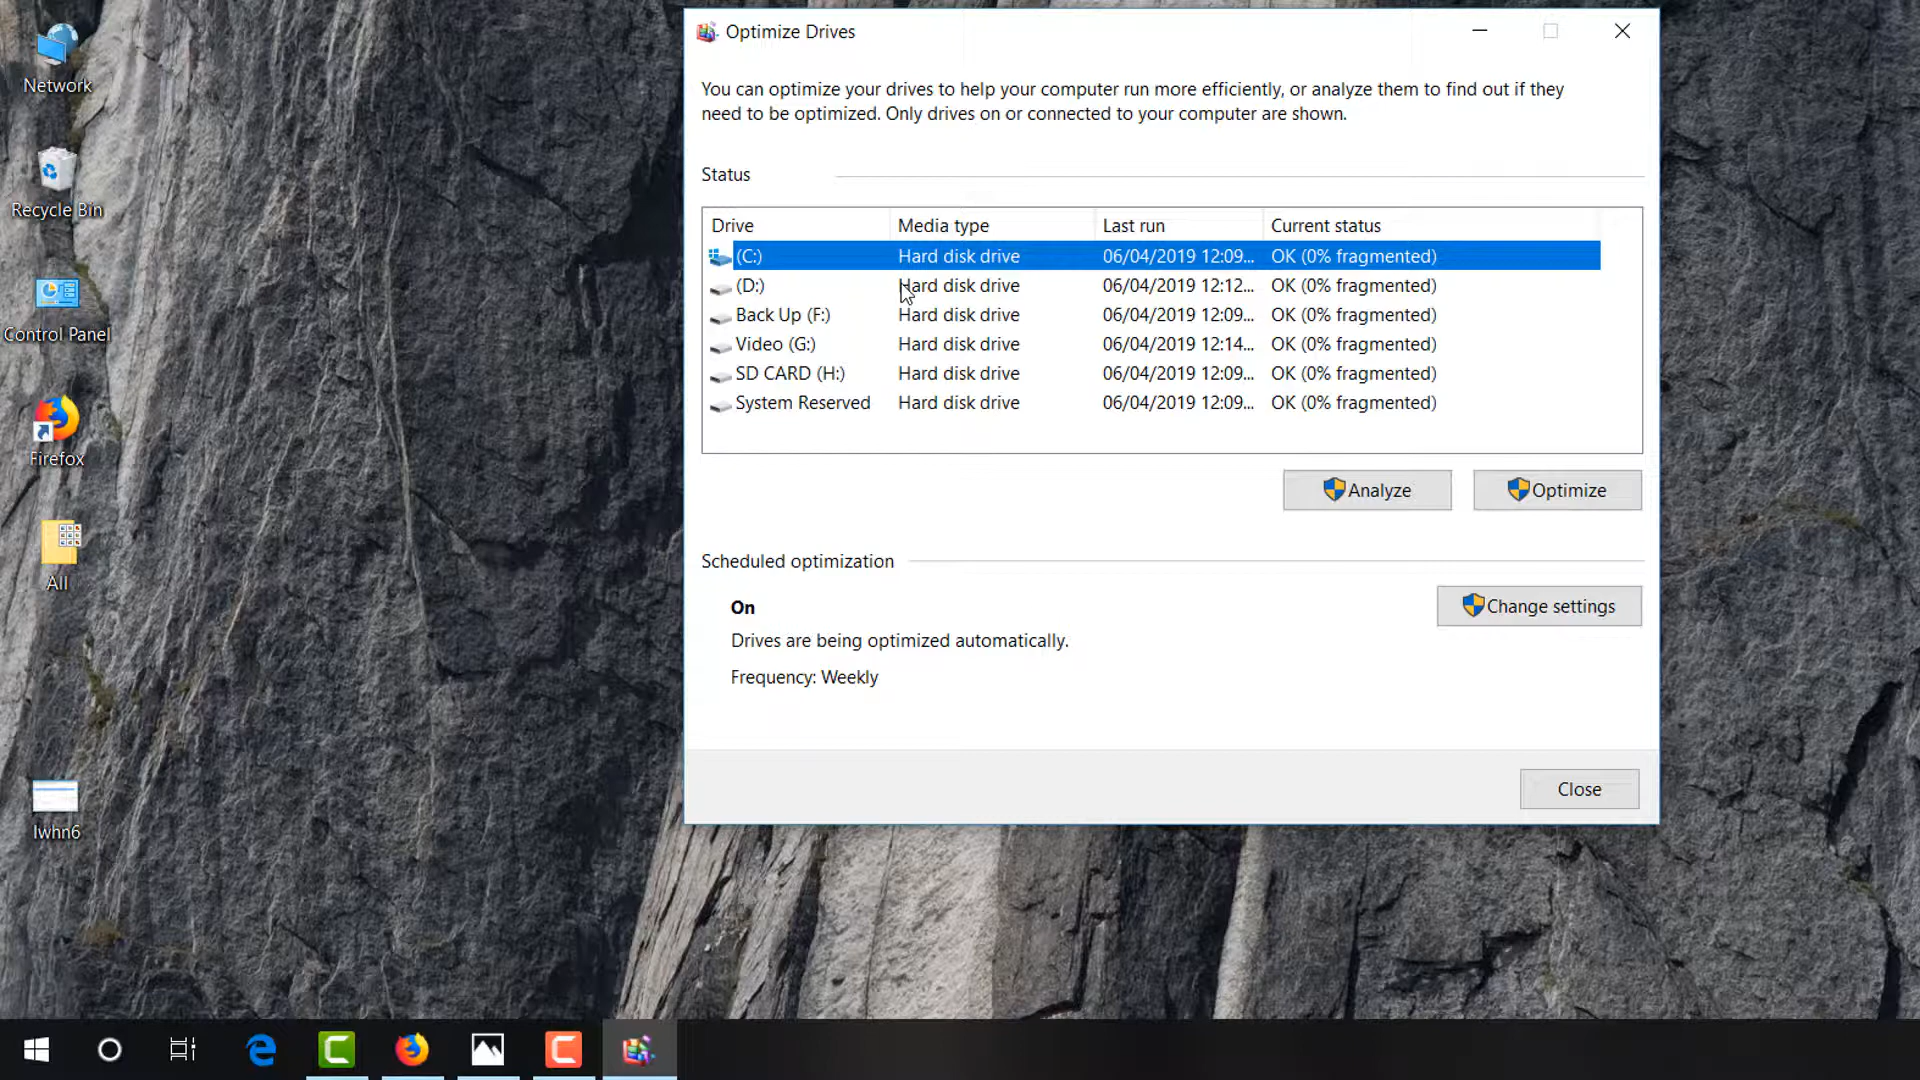 Network
Recycle Bin
Control Panel
Firefox
All
lwhn6
Optimize Drives
You can optimize your drives to help your computer run more efficiently, or analyze them to find out if they
need to be optimized. Only drives on or connected to your computer are shown.
Status
Drive Media type Last run Current status
(C:) Hard disk drive 06/04/2019 12:09... OK (0% fragmented)
(D:) Hard disk drive 06/04/2019 12:12... OK (0% fragmented)
Back Up (F:) Hard disk drive 06/04/2019 12:09... OK (0% fragmented)
Video (G:) Hard disk drive 06/04/2019 12:14... OK (0% fragmented)
SD CARD (H:) Hard disk drive 06/04/2019 12:09... OK (0% fragmented)
System Reserved Hard disk drive 06/04/2019 12:09... OK (0% fragmented)
Analyze Optimize
Scheduled optimization
On
Change settings
Drives are being optimized automatically.
Frequency: Weekly
Close